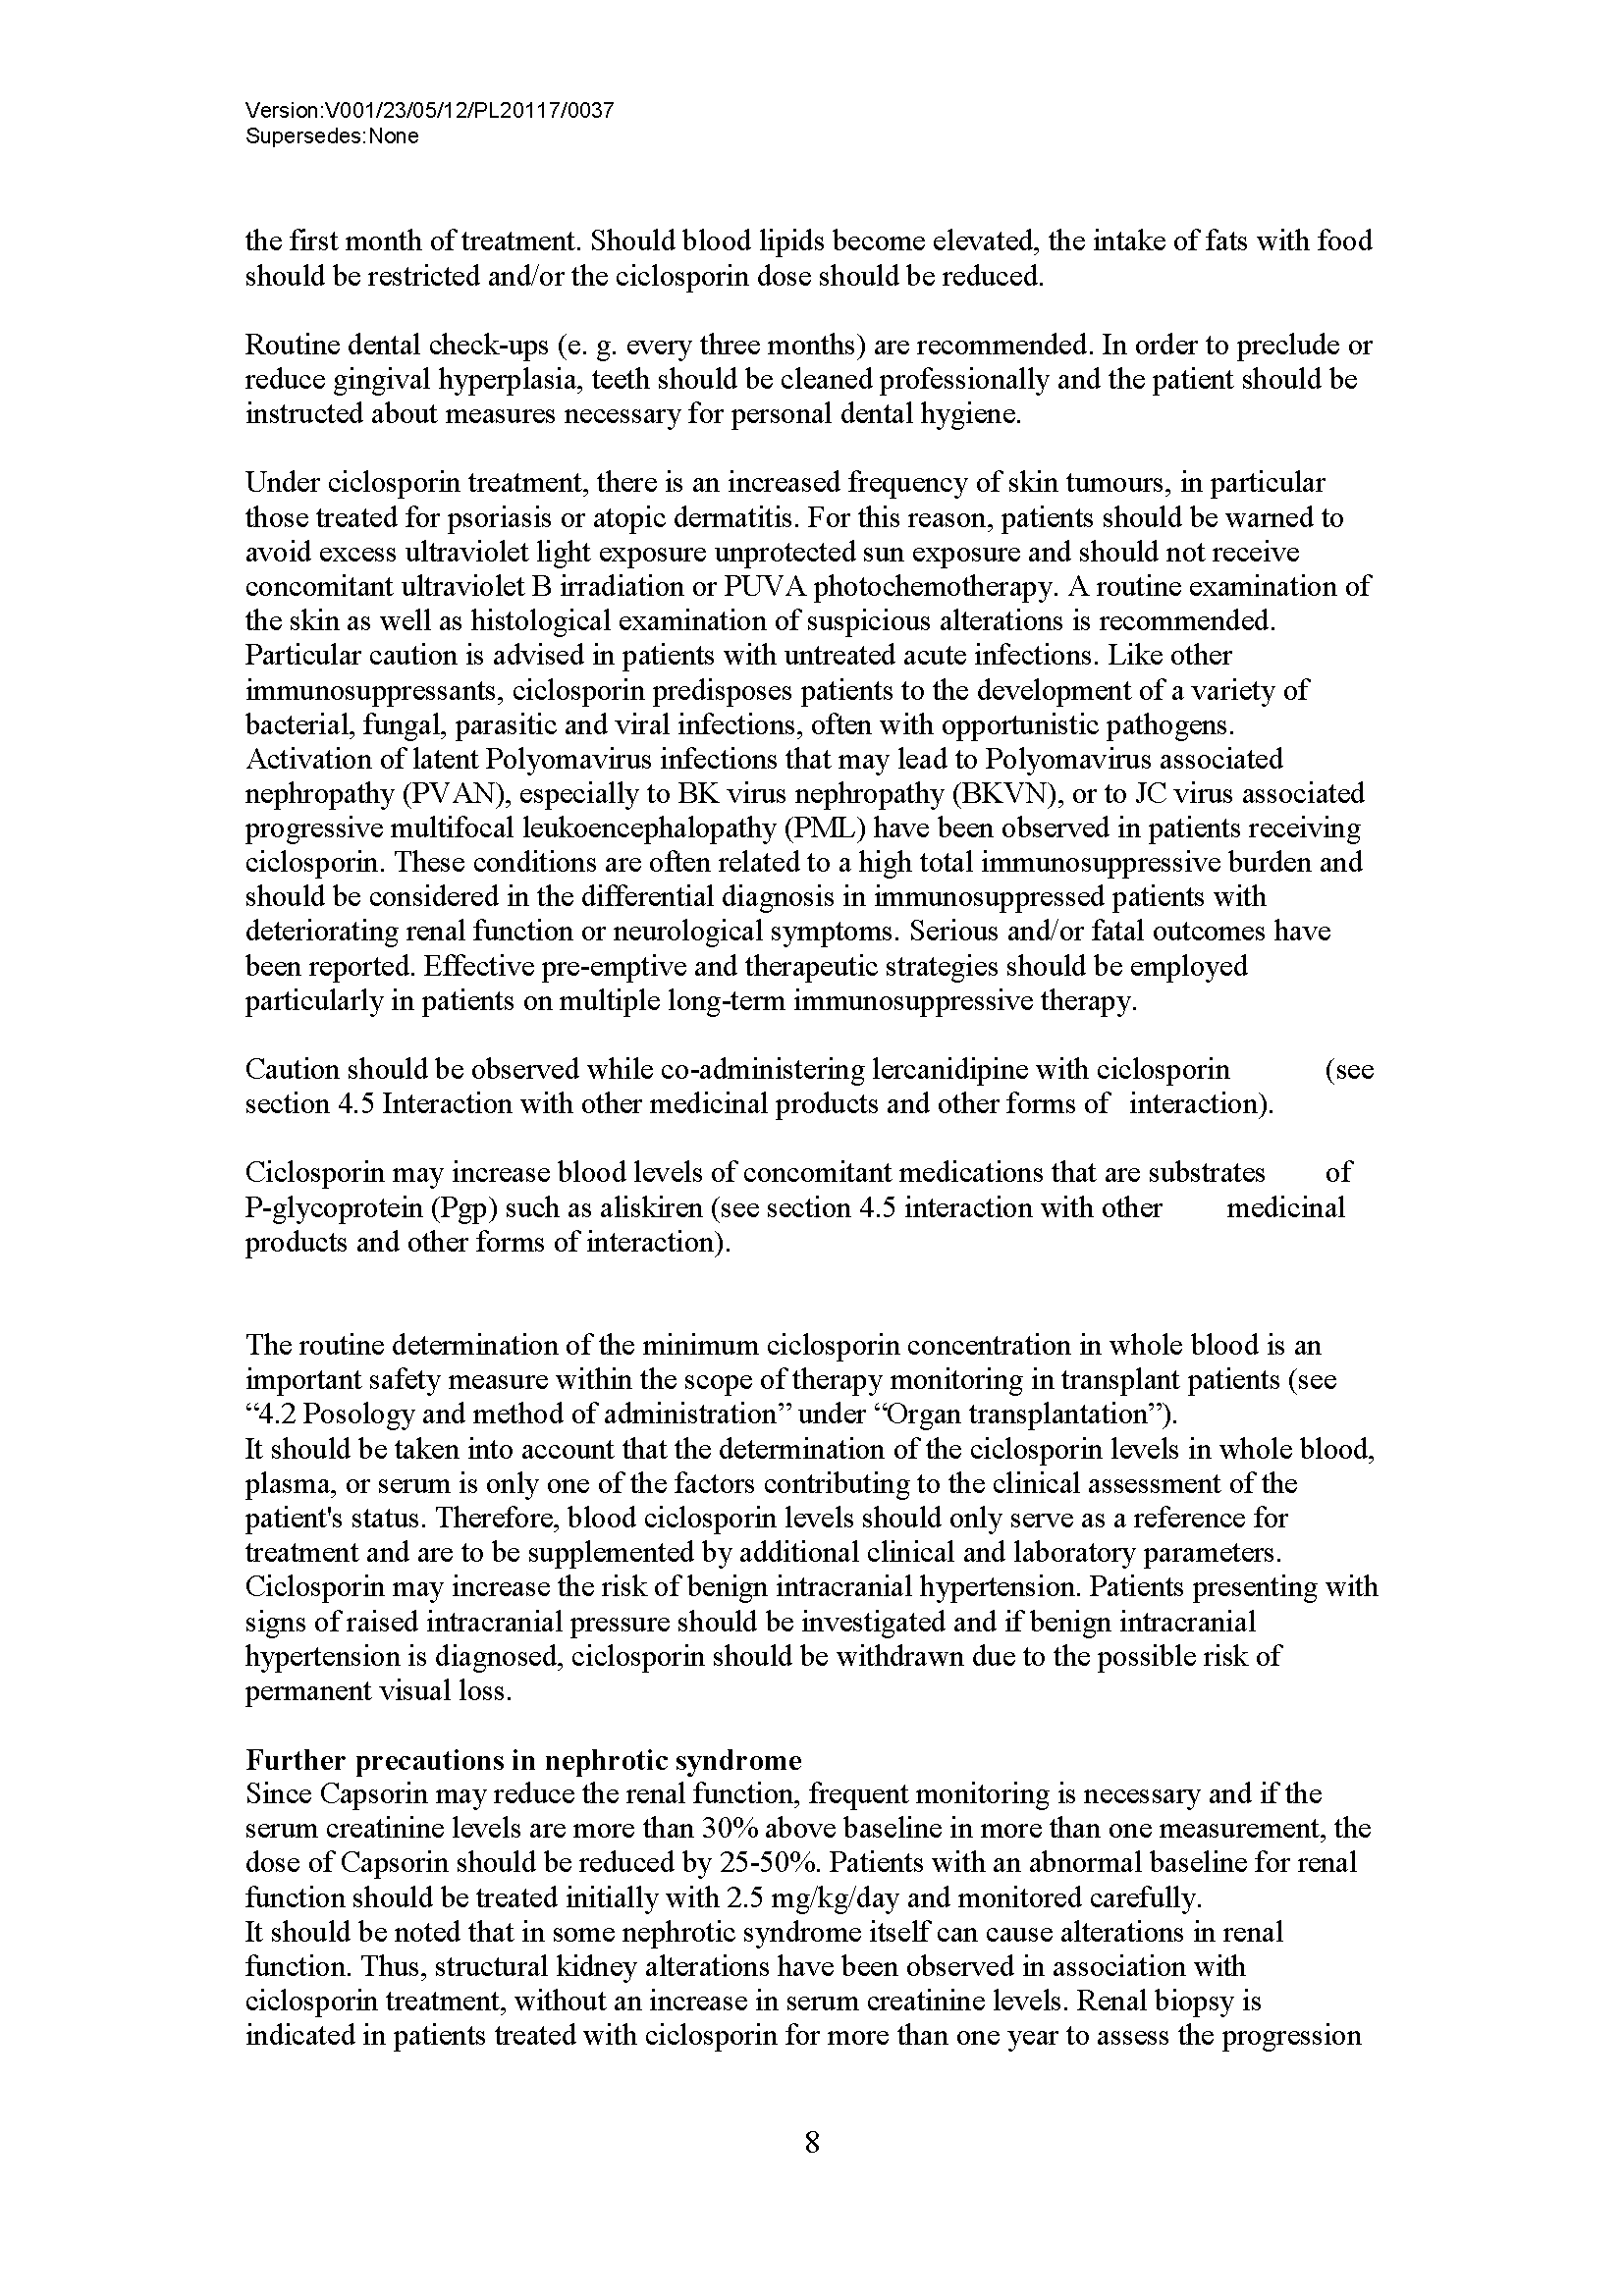 Version:V001/23/05/12/PL20117/0037
Supersedes:None
the first month of treatment. Should blood lipids become elevated, the intake of fats with food
should be restricted and/or the ciclosporin dose should be reduced.
Routine dental check-ups (e. g. every three months) are recommended. In order to preclude or
reduce gingival hyperplasia, teeth should be cleaned professionally and the patient should be
instructed about measures necessary for personal dental hygiene.
Under ciclosporin treatment, there is an increased frequency of skin tumours, in particular
those treated for psoriasis or atopic dermatitis. For this reason, patients should be warned to
avoid excess ultraviolet light exposure unprotected sun exposure and should not receive
concomitant ultraviolet B irradiation or PUVA photochemotherapy. A routine examination of
the skin as well as histological examination of suspicious alterations is recommended.
Particular caution is advised in patients with untreated acute infections. Like other
immunosuppressants, ciclosporin predisposes patients to the development of a variety of
bacterial, fungal, parasitic and viral infections, often with opportunistic pathogens.
Activation of latent Polyomavirus infections that may lead to Polyomavirus associated
nephropathy (PVAN), especially to BK virus nephropathy (BKVN), or to JC virus associated
progressive multifocal leukoencephalopathy (PML) have been observed in patients receiving
ciclosporin. These conditions are often related to a high total immunosuppressive burden and
should be considered in the differential diagnosis in immunosuppressed patients with
deteriorating renal function or neurological symptoms. Serious and/or fatal outcomes have
been reported. Effective pre-emptive and therapeutic strategies should be employed
particularly in patients on multiple long-term immunosuppressive therapy.
Caution should be observed while co-administering lercanidipine with ciclosporin (see
section 4.5 Interaction with other medicinal products and other forms of interaction).
Ciclosporin may increase blood levels of concomitant medications that are substrates of
P-glycoprotein (Pgp) such as aliskiren (see section 4.5 interaction with other medicinal
products and other forms of interaction).
The routine determination of the minimum ciclosporin concentration in whole blood is an
important safety measure within the scope of therapy monitoring in transplant patients (see
“4.2 Posology and method of administration” under “Organ transplantation”).
It should be taken into account that the determination of the ciclosporin levels in whole blood,
plasma, or serum is only one of the factors contributing to the clinical assessment of the
patient's status. Therefore, blood ciclosporin levels should only serve as a reference for
treatment and are to be supplemented by additional clinical and laboratory parameters.
Ciclosporin may increase the risk of benign intracranial hypertension. Patients presenting with
signs of raised intracranial pressure should be investigated and if benign intracranial
hypertension is diagnosed, ciclosporin should be withdrawn due to the possible risk of
permanent visual loss.
Further precautions in nephrotic syndrome
Since Capsorin may reduce the renal function, frequent monitoring is necessary and if the
serum creatinine levels are more than 30% above baseline in more than one measurement, the
dose of Capsorin should be reduced by 25-50%. Patients with an abnormal baseline for renal
function should be treated initially with 2.5 mg/kg/day and monitored carefully.
It should be noted that in some nephrotic syndrome itself can cause alterations in renal
function. Thus, structural kidney alterations have been observed in association with
ciclosporin treatment, without an increase in serum creatinine levels. Renal biopsy is
indicated in patients treated with ciclosporin for more than one year to assess the progression
8